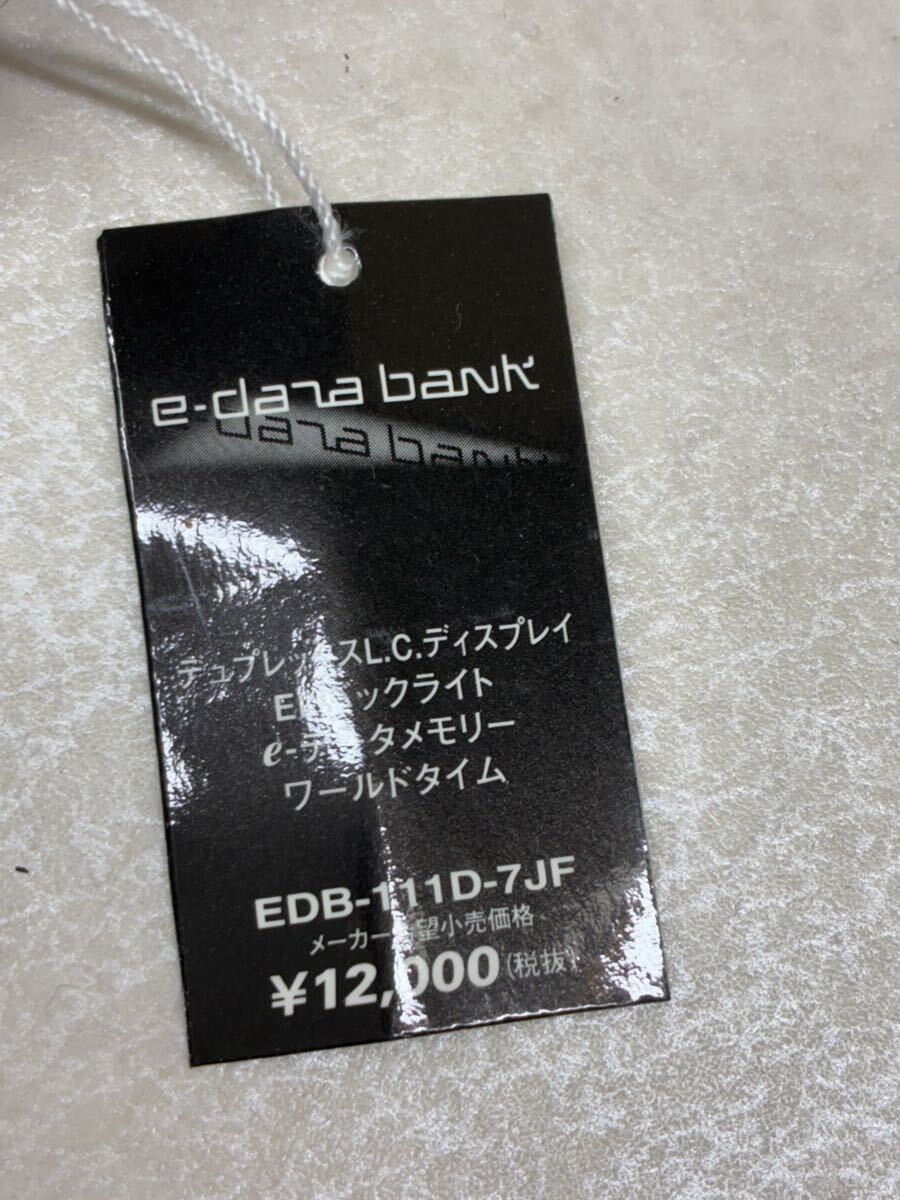 e-data bank
data bank
デュプレックスL.C.ディスプレイ
ELバックライト
e-データメモリー
ワールドタイム
EDB-111D-7JF
メーカー希望小売価格
¥12,000(税抜)